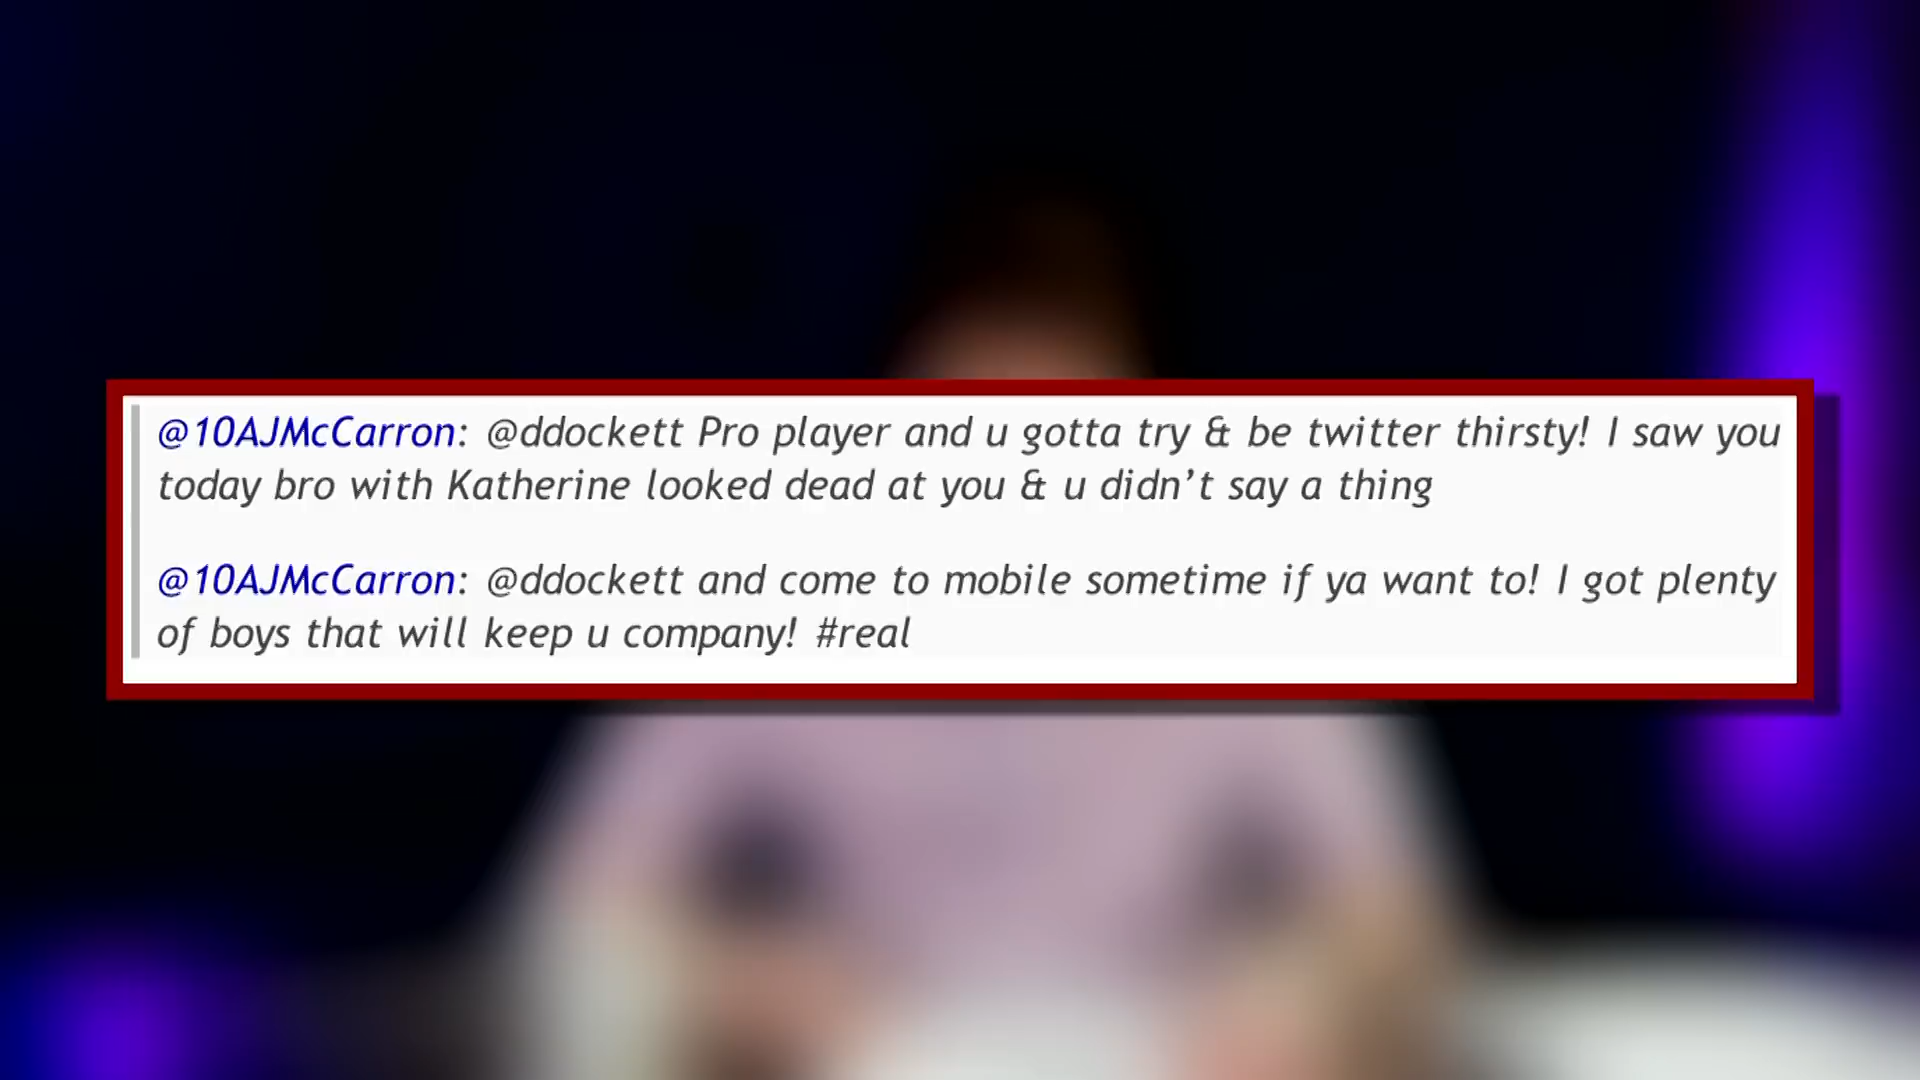 @10AJMcCarron: @ddockett Pro player and u gotta try & be twitter thirsty! I saw you
today bro with Katherine looked dead at you & u didn’t say a thing
@10AJMcCarron: @ddockett and come to mobile sometime if ya want to! I got plenty
of boys that will keep u company! #real